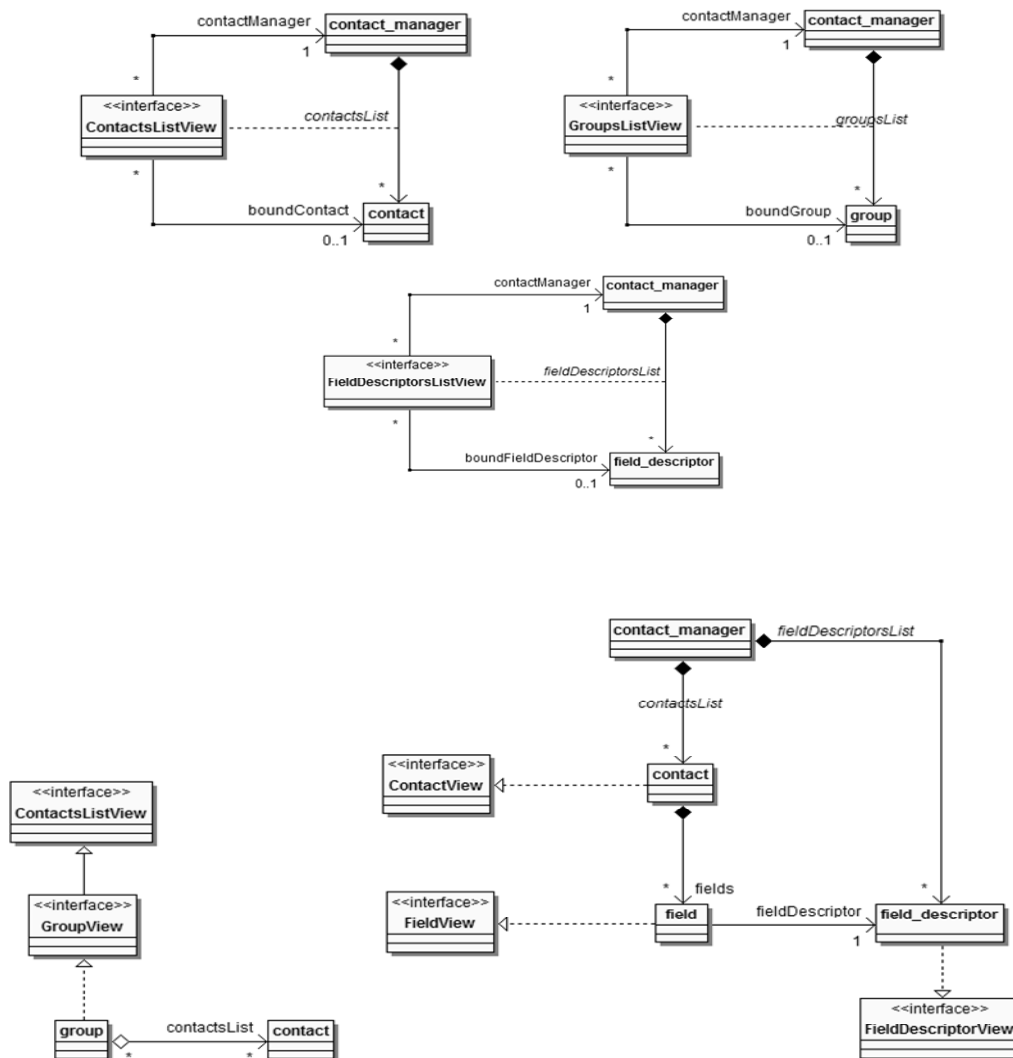 contactManager
contact_manager
1
*
<<interface>>
ContactsListView
contactsList
*
*
boundContact
contact
0..1
contactManager
contact_manager
1
*
<<interface>>
GroupsListView
groupsList
*
*
boundGroup
group
0..1
contactManager
contact_manager
1
*
<<interface>>
FieldDescriptorsListView
fieldDescriptorsList
*
*
boundFieldDescriptor
field_descriptor
0..1
contact_manager
fieldDescriptorsList
contactsList
*
<<interface>>
ContactView
contact
*
fields
*
<<interface>>
FieldView
field
fieldDescriptor
1
field_descriptor
<<interface>>
FieldDescriptorView
<<interface>>
ContactsListView
<<interface>>
GroupView
group
contactsList
*
*
contact